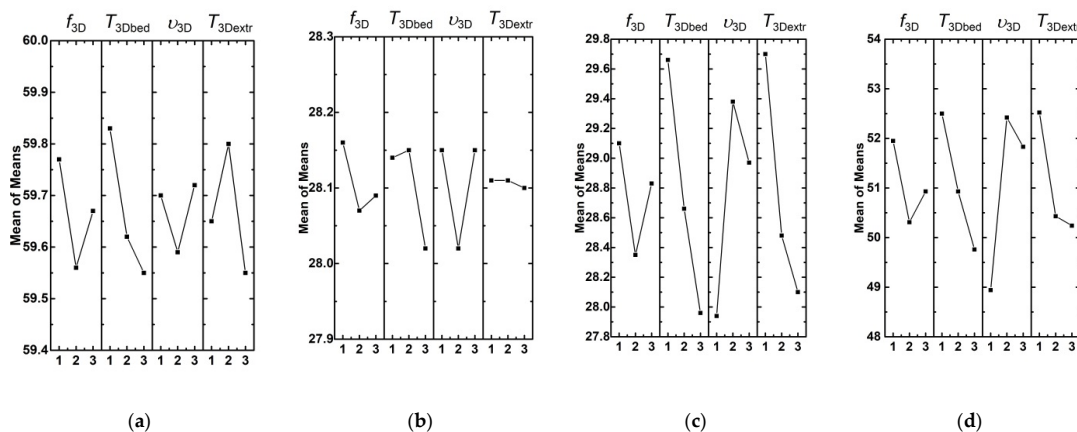 f3D T3Dbed υ3D T3Dextr
60.0
59.9
59.8
59.7
59.6
59.5
59.4
Mean of Means
1 2 3 1 2 3 1 2 3 1 2 3
(a)
f3D T3Dbed υ3D T3Dextr
28.3
28.2
28.1
28.0
27.9
Mean of Means
1 2 3 1 2 3 1 2 3 1 2 3
(b)
f3D T3Dbed υ3D T3Dextr
29.8
29.6
29.4
29.2
29.0
28.8
28.6
28.4
28.2
28.0
27.8
Mean of Means
1 2 3 1 2 3 1 2 3 1 2 3
(c)
f3D T3Dbed υ3D T3Dextr
54
53
52
51
50
49
48
Mean of Means
1 2 3 1 2 3 1 2 3 1 2 3
(d)